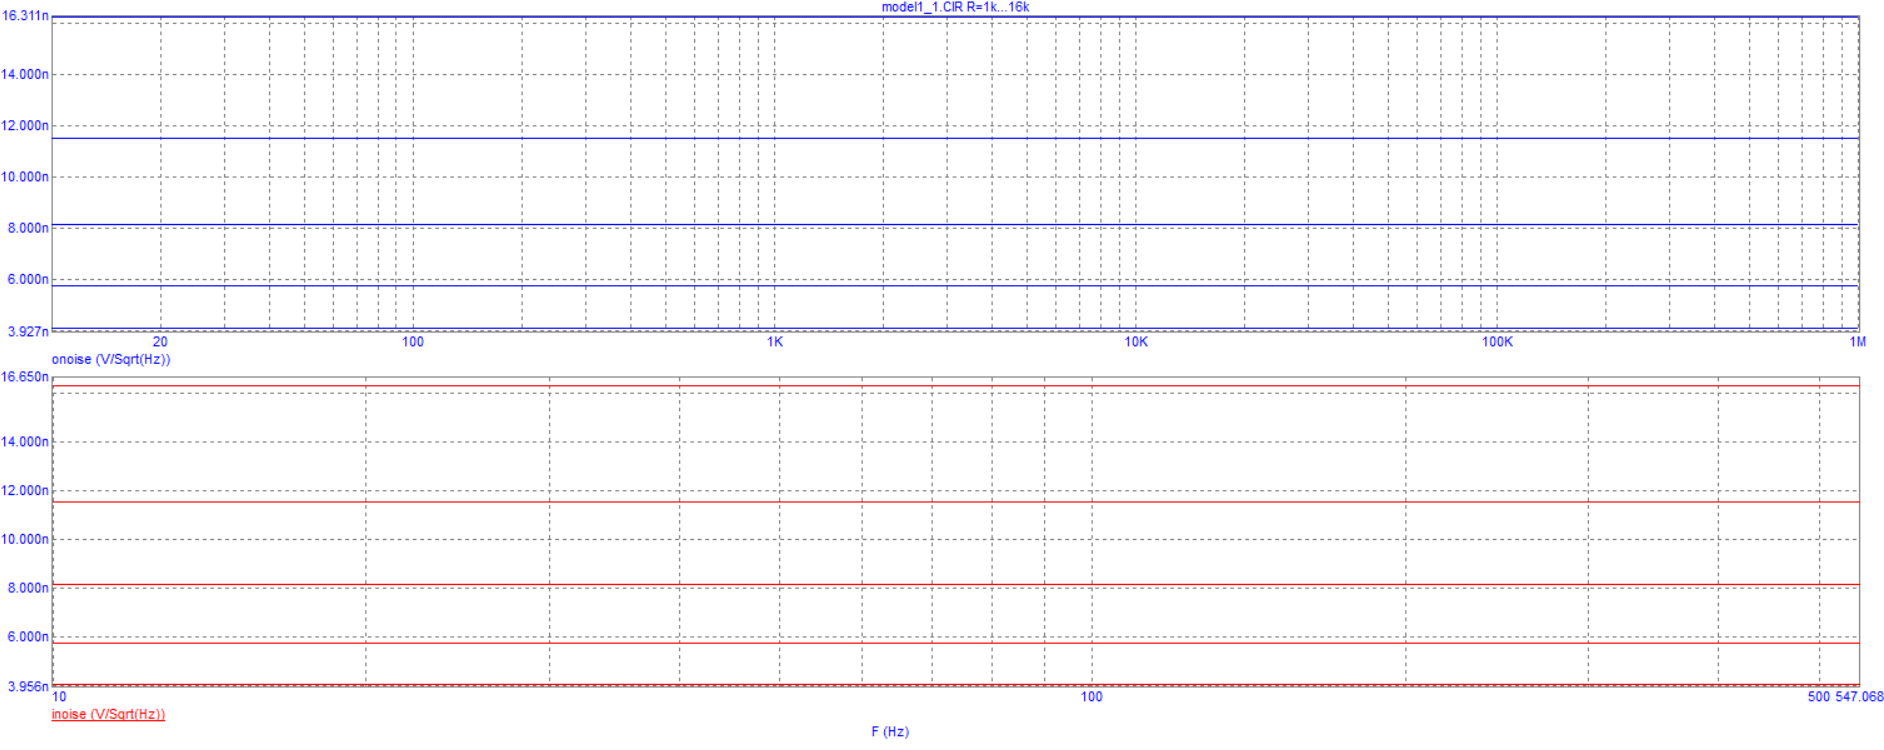 model1_1.CIR R=1k...16k
16.311n
14.000n
12.000n
10.000n
8.000n
6.000n
3.927n
20 100 1K 10K 100K 1M
onoise (V/Sqrt(Hz))
16.650n
14.000n
12.000n
10.000n
8.000n
6.000n
3.956n
10 100 500 547.068
inoise (V/Sqrt(Hz))
F (Hz)